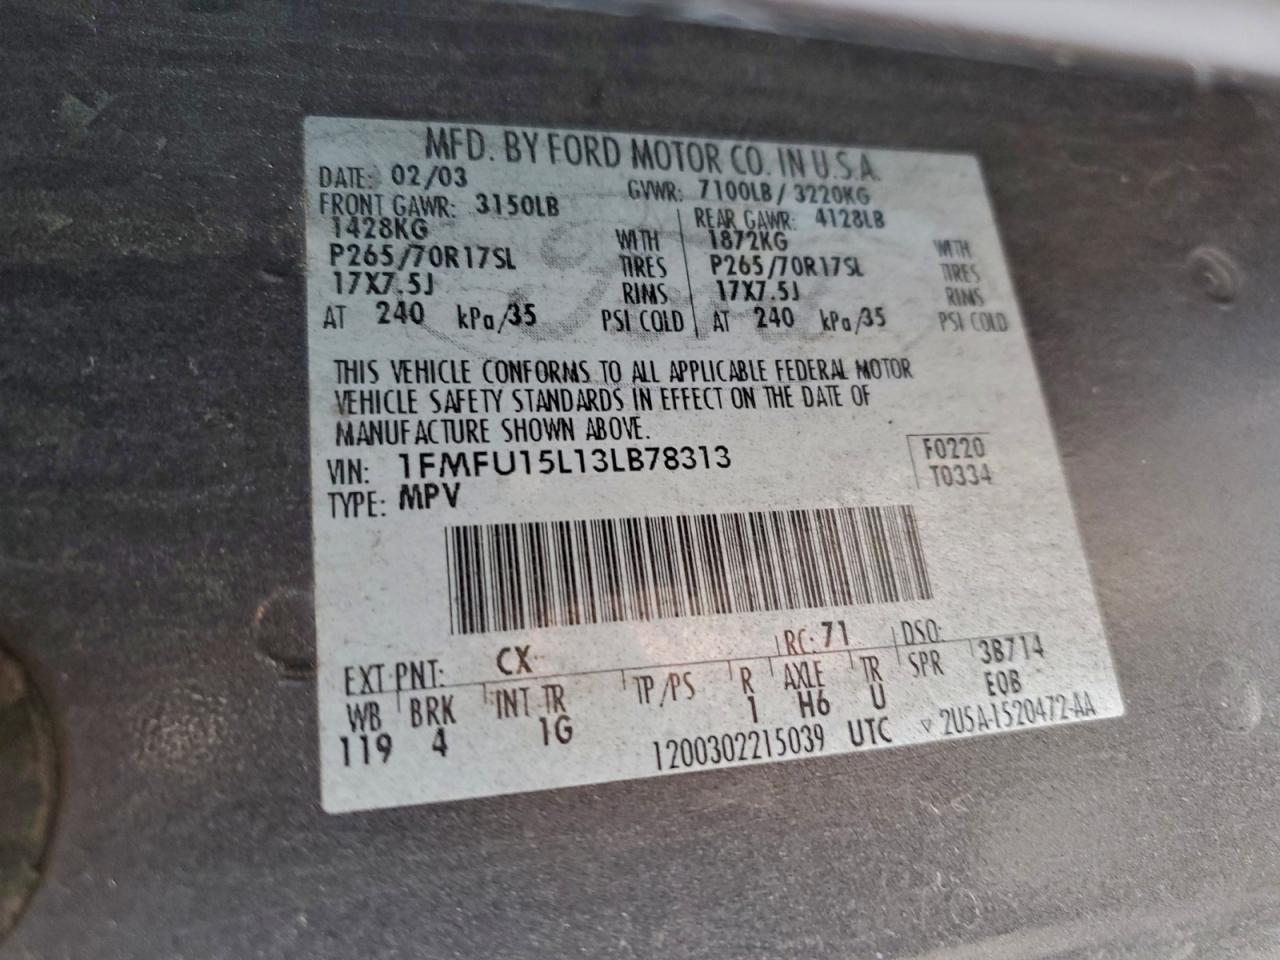 MFD. BY FORD MOTOR CO. IN U.S.A.
DATE: 02/03 GVWR: 7100LB / 3220KG
FRONT GAWR: 3150LB REAR GAWR: 4128LB
1428KG WITH 1872KG WITH
P265/70R17SL TIRES P265/70R17SL TIRES
17X7.5J RIMS 17X7.5J RIMS
AT 240 kPa/35 PSI COLD AT 240 kPa/35 PSI COLD
THIS VEHICLE CONFORMS TO ALL APPLICABLE FEDERAL MOTOR
VEHICLE SAFETY STANDARDS IN EFFECT ON THE DATE OF
MANUFACTURE SHOWN ABOVE.
VIN: 1FMFU15L13LB78313 F0220
TYPE: MPV T0334
EXT PNT: CX RC: 71 DSO: 3B714
WB BRK INT TR TP/PS R AXLE TR SPR EOB
119 4 1G 1 H6 U
1200302215039 UTC ▽ 2U5A-1520472-AA